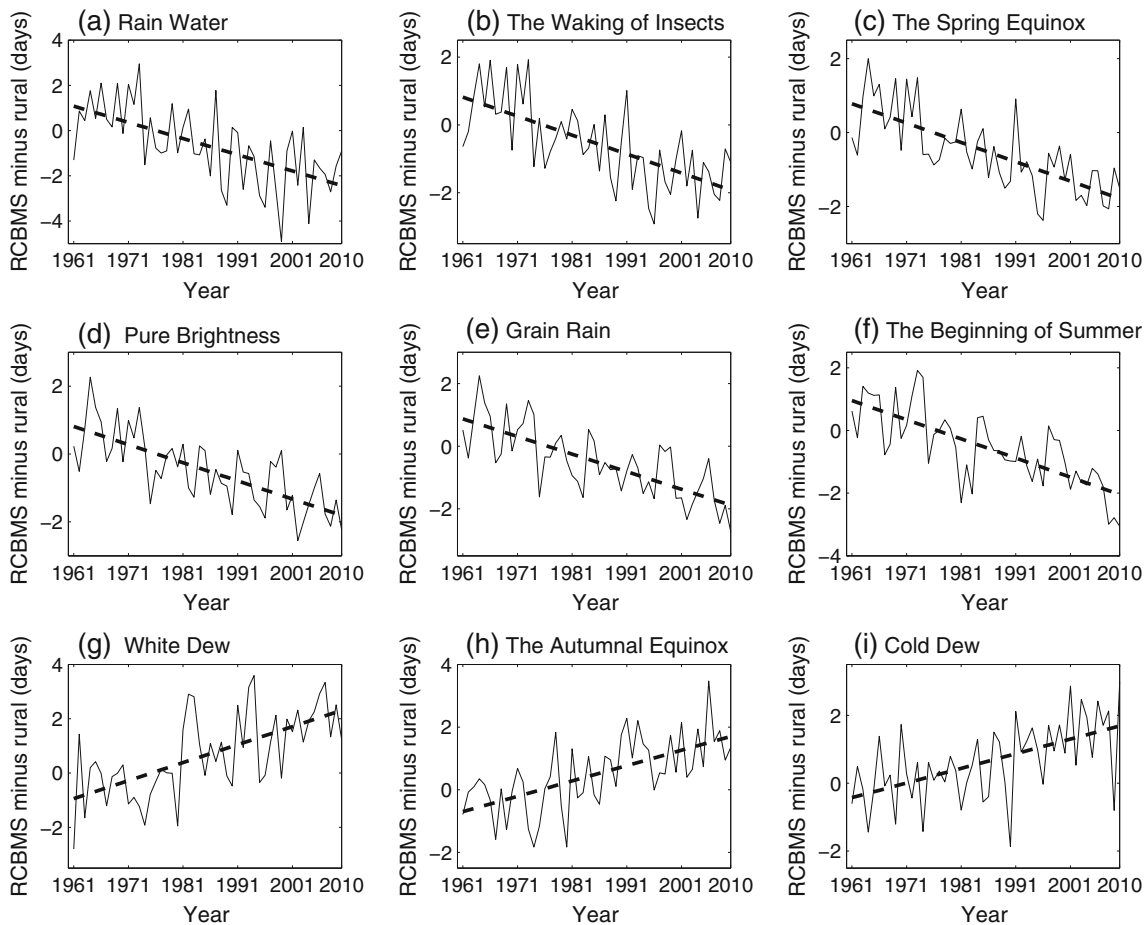 (a) Rain Water
RCBMS minus rural (days)
4
2
0
−2
−4
1961 1971 1981 1991 2001 2010
Year
(b) The Waking of Insects
RCBMS minus rural (days)
2
0
−2
1961 1971 1981 1991 2001 2010
Year
(c) The Spring Equinox
RCBMS minus rural (days)
2
0
−2
1961 1971 1981 1991 2001 2010
Year
(d) Pure Brightness
RCBMS minus rural (days)
2
0
−2
1961 1971 1981 1991 2001 2010
Year
(e) Grain Rain
RCBMS minus rural (days)
2
0
−2
1961 1971 1981 1991 2001 2010
Year
(f) The Beginning of Summer
RCBMS minus rural (days)
2
0
−2
−4
1961 1971 1981 1991 2001 2010
Year
(g) White Dew
RCBMS minus rural (days)
4
2
0
−2
1961 1971 1981 1991 2001 2010
Year
(h) The Autumnal Equinox
RCBMS minus rural (days)
4
2
0
−2
1961 1971 1981 1991 2001 2010
Year
(i) Cold Dew
RCBMS minus rural (days)
2
0
−2
1961 1971 1981 1991 2001 2010
Year